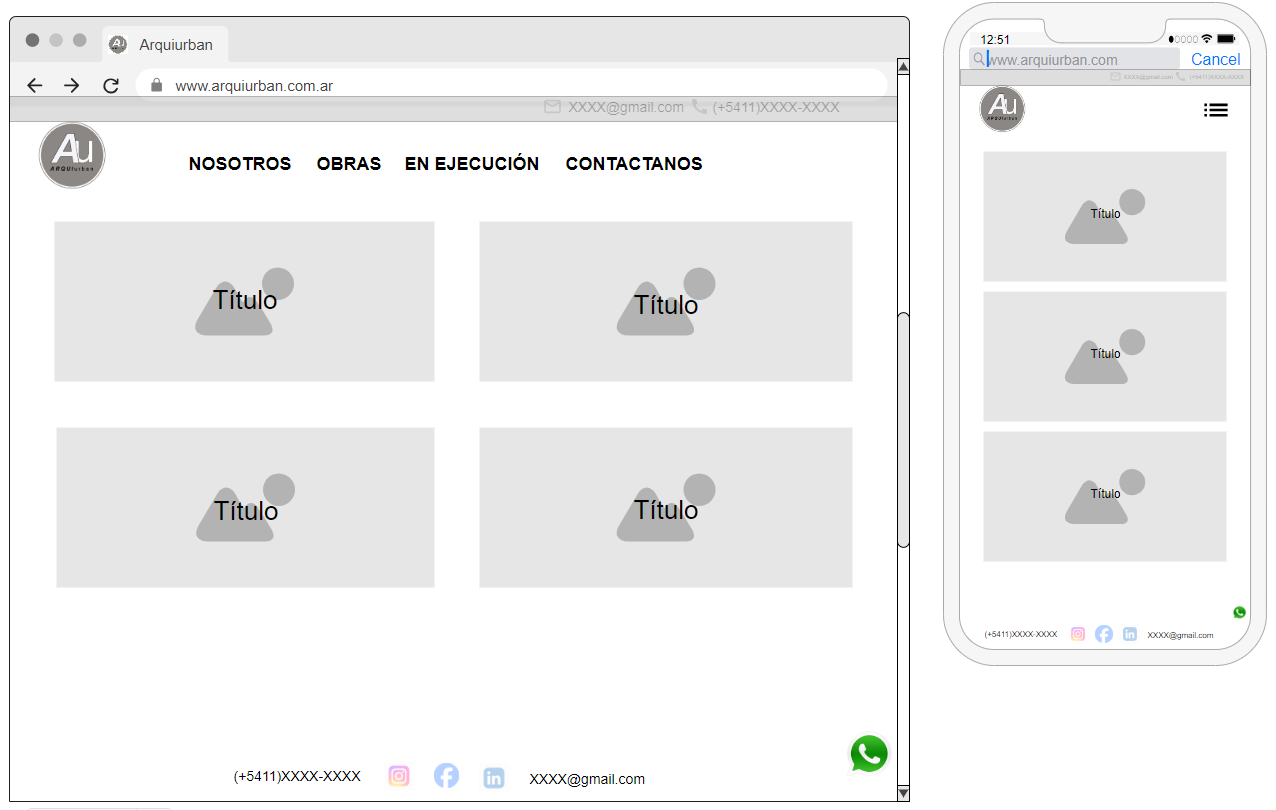 Arquiurban
www.arquiurban.com.ar
XXXX@gmail.com (+5411)XXXX-XXXX
Au
ARQUIurban
NOSOTROS OBRAS EN EJECUCIÓN CONTACTANOS
Título Título
Título Título
(+5411)XXXX-XXXX XXXX@gmail.com
12:51
www.arquiurban.com Cancel
XXXX@gmail.com (+5411)XXXX-XXXX
Au
ARQUIurban
Título
Título
Título
(+5411)XXXX-XXXX XXXX@gmail.com